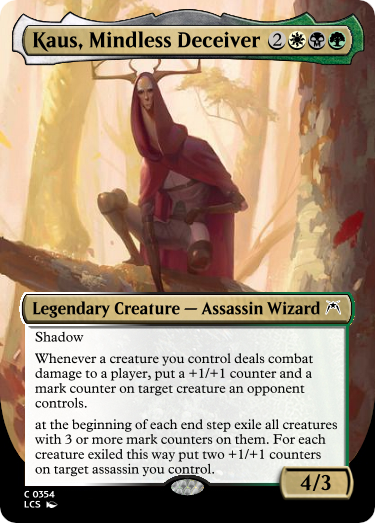 Kaus, Mindless Deceiver 2
Legendary Creature — Assassin Wizard
Shadow
Whenever a creature you control deals combat
damage to a player, put a +1/+1 counter and a
mark counter on target creature an opponent
controls.
at the beginning of each end step exile all creatures
with 3 or more mark counters on them. For each
creature exiled this way put two +1/+1 counters
on target assassin you control.
4/3
C 0354
LCS